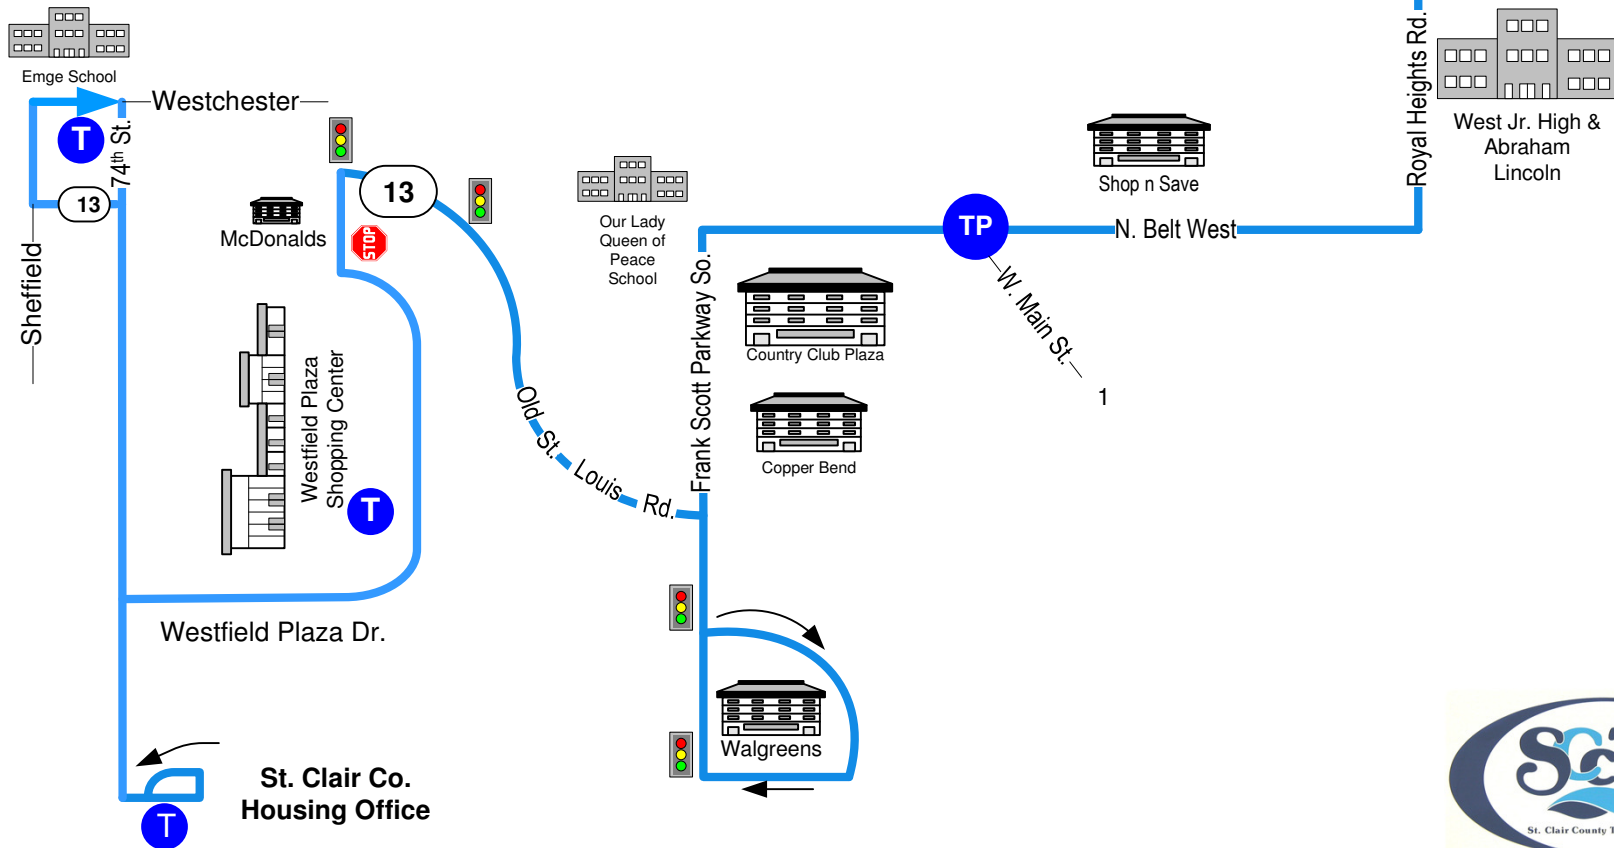 Emge School
Westchester
T
74th St.
13
Sheffield
McDonalds
STOP
13
Westfield Plaza
Shopping Center
T
Westfield Plaza Dr.
St. Clair Co.
Housing Office
T
Old St. Louis Rd.
Our Lady
Queen of
Peace
School
Frank Scott Parkway So.
Country Club Plaza
Copper Bend
Walgreens
TP
W. Main St.
1
Shop n Save
N. Belt West
Royal Heights Rd.
West Jr. High &
Abraham
Lincoln
St. Clair County T